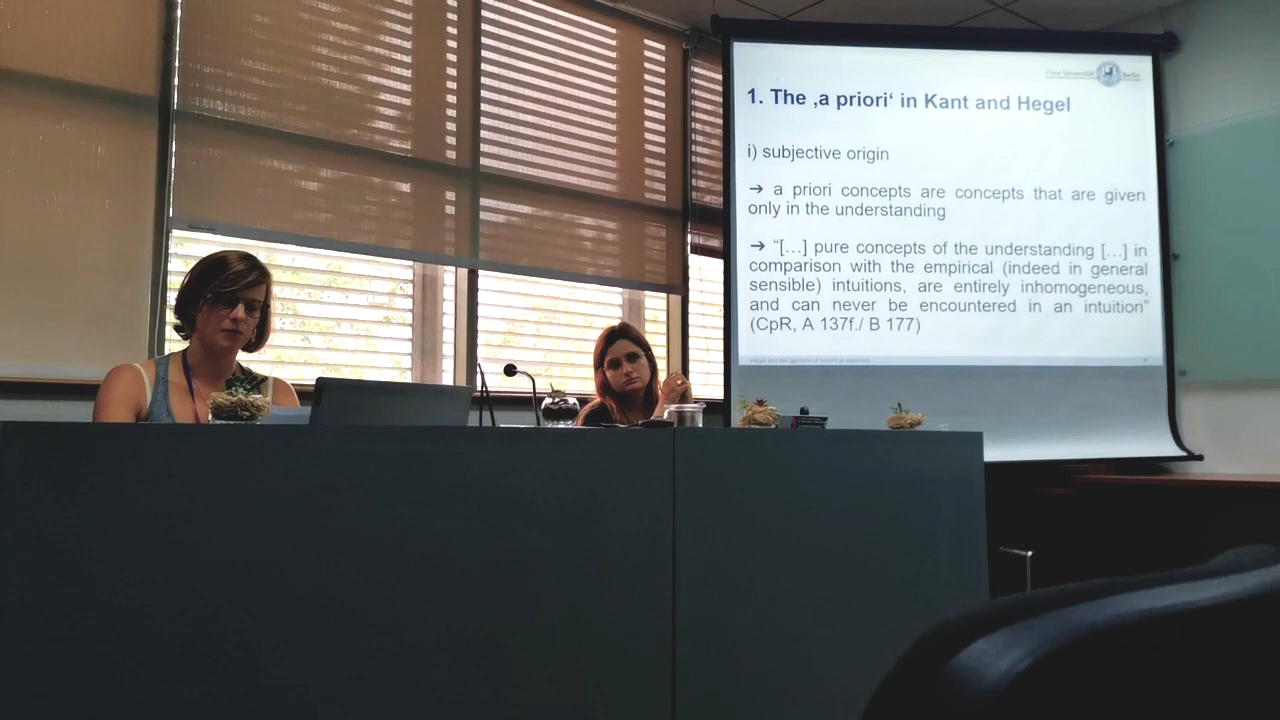 Freie Universität Berlin
1. The ‚a priori‘ in Kant and Hegel
i) subjective origin
➔ a priori concepts are concepts that are given
only in the understanding
➔ “[…] pure concepts of the understanding […] in
comparison with the empirical (indeed in general
sensible) intuitions, are entirely inhomogeneous,
and can never be encountered in an intuition”
(CpR, A 137f./ B 177)